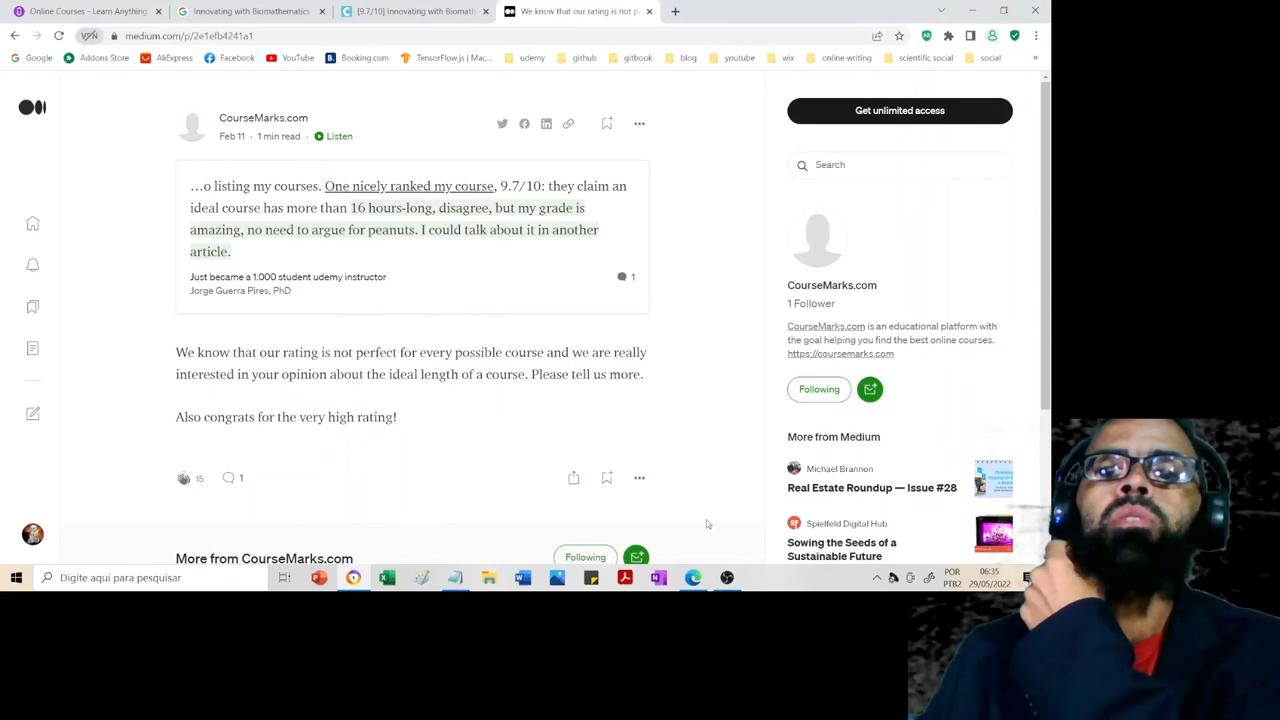 Online Courses - Learn Anything,
Innovating with Biomathematics
[9.7/10] Innovating with Biomath
We know that our rating is not p
VPN
medium.com/p/2e1efb4241a1
Google
Addons Store
AliExpress
Facebook
YouTube
Booking.com
TensorFlow.js | Mac...
udemy
github
gitbook
blog
youtube
wix
online writing
scientific social
social
CourseMarks.com
Feb 11 · 1 min read · Listen
…o listing my courses. One nicely ranked my course, 9.7/10: they claim an
ideal course has more than 16 hours-long, disagree, but my grade is
amazing, no need to argue for peanuts. I could talk about it in another
article.
Just became a 1.000 student udemy instructor
1
Jorge Guerra Pires, PhD
We know that our rating is not perfect for every possible course and we are really
interested in your opinion about the ideal length of a course. Please tell us more.
Also congrats for the very high rating!
15
1
More from CourseMarks.com
Following
Get unlimited access
Search
CourseMarks.com
1 Follower
CourseMarks.com is an educational platform with
the goal helping you find the best online courses.
https://coursemarks.com
Following
More from Medium
Michael Brannon
Real Estate Roundup — Issue #28
SF
Spielfeld Digital Hub
Sowing the Seeds of a
Sustainable Future
Digite aqui para pesquisar
POR
PTB2
06:35
29/05/2022